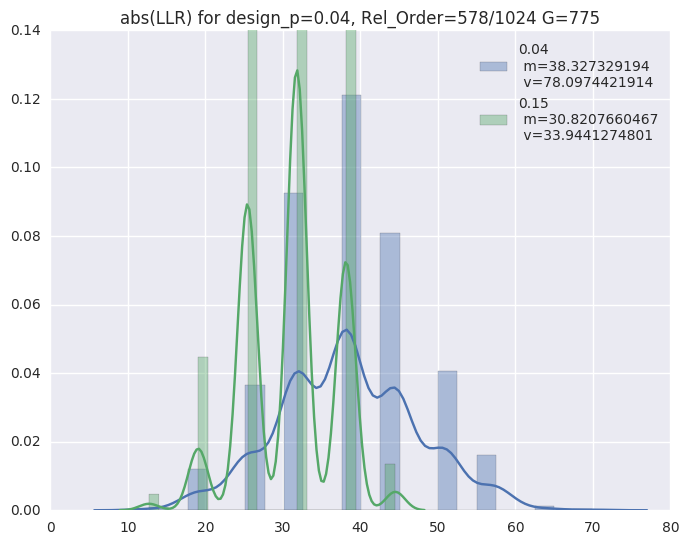 abs(LLR) for design_p=0.04, Rel_Order=578/1024 G=775
0.14
0.12
0.10
0.08
0.06
0.04
0.02
0.00
0.04
m=38.327329194
v=78.0974421914
0.15
m=30.8207660467
v=33.9441274801
0 10 20 30 40 50 60 70 80